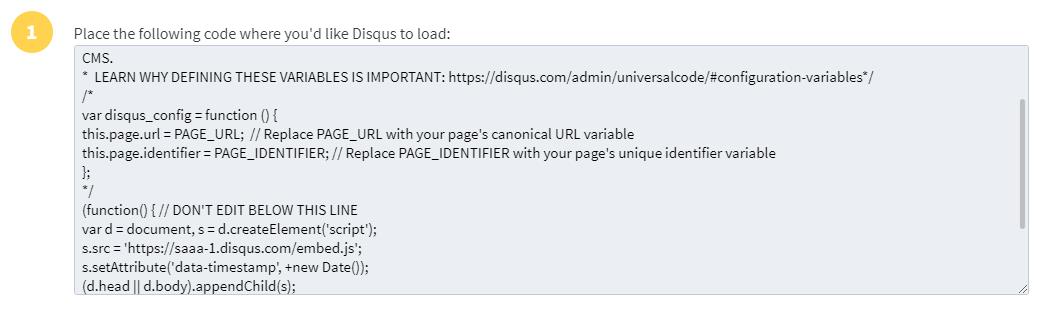 1
Place the following code where you'd like Disqus to load:
CMS.
*  LEARN WHY DEFINING THESE VARIABLES IS IMPORTANT: https://disqus.com/admin/universalcode/#configuration-variables*/
/*
var disqus_config = function () {
this.page.url = PAGE_URL;  // Replace PAGE_URL with your page's canonical URL variable
this.page.identifier = PAGE_IDENTIFIER; // Replace PAGE_IDENTIFIER with your page's unique identifier variable
};
*/
(function() { // DON'T EDIT BELOW THIS LINE
var d = document, s = d.createElement('script');
s.src = 'https://saaa-1.disqus.com/embed.js';
s.setAttribute('data-timestamp', +new Date());
(d.head || d.body).appendChild(s);